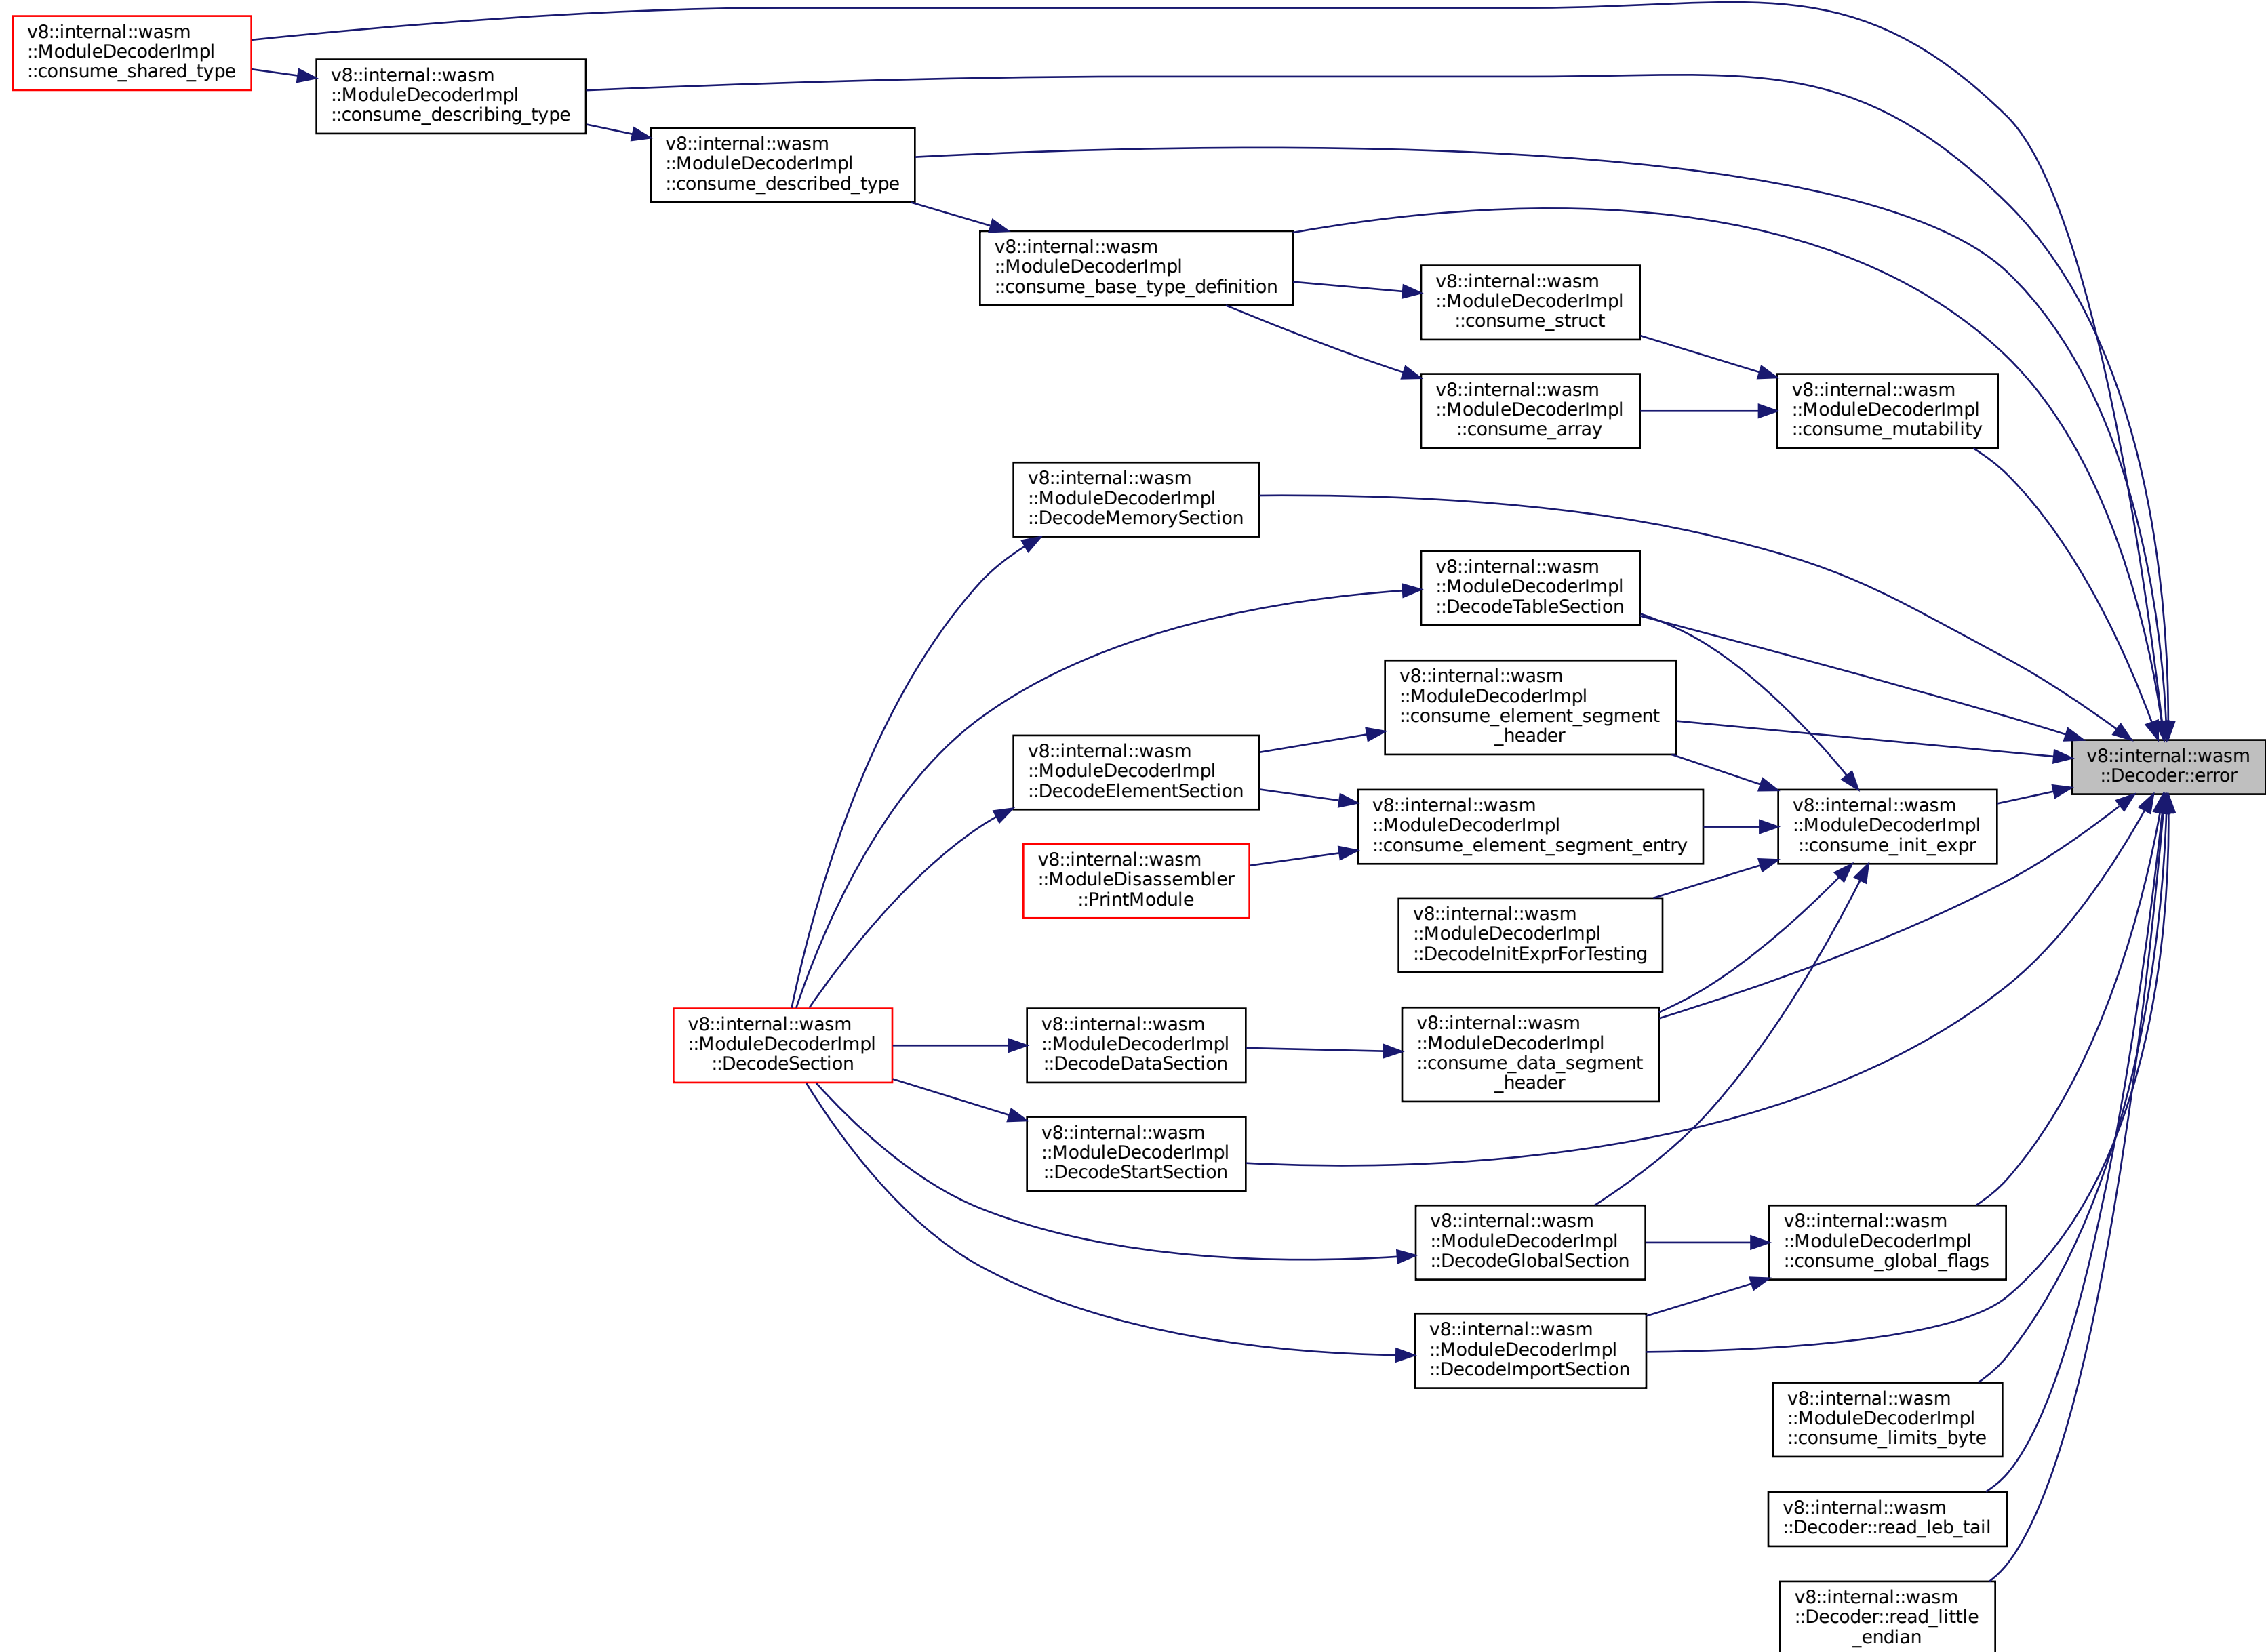 v8::internal::wasm
::ModuleDecoderImpl
::consume_shared_type
v8::internal::wasm
::ModuleDecoderImpl
::consume_describing_type
v8::internal::wasm
::ModuleDecoderImpl
::consume_described_type
v8::internal::wasm
::ModuleDecoderImpl
::consume_base_type_definition
v8::internal::wasm
::ModuleDecoderImpl
::consume_struct
v8::internal::wasm
::ModuleDecoderImpl
::consume_array
v8::internal::wasm
::ModuleDecoderImpl
::consume_mutability
v8::internal::wasm
::ModuleDecoderImpl
::DecodeMemorySection
v8::internal::wasm
::ModuleDecoderImpl
::DecodeTableSection
v8::internal::wasm
::ModuleDecoderImpl
::consume_element_segment
_header
v8::internal::wasm
::ModuleDecoderImpl
::DecodeElementSection
v8::internal::wasm
::Decoder::error
v8::internal::wasm
::ModuleDecoderImpl
::consume_element_segment_entry
v8::internal::wasm
::ModuleDecoderImpl
::consume_init_expr
v8::internal::wasm
::ModuleDisassembler
::PrintModule
v8::internal::wasm
::ModuleDecoderImpl
::DecodeInitExprForTesting
v8::internal::wasm
::ModuleDecoderImpl
::DecodeSection
v8::internal::wasm
::ModuleDecoderImpl
::DecodeDataSection
v8::internal::wasm
::ModuleDecoderImpl
::consume_data_segment
_header
v8::internal::wasm
::ModuleDecoderImpl
::DecodeStartSection
v8::internal::wasm
::ModuleDecoderImpl
::DecodeGlobalSection
v8::internal::wasm
::ModuleDecoderImpl
::consume_global_flags
v8::internal::wasm
::ModuleDecoderImpl
::DecodeImportSection
v8::internal::wasm
::ModuleDecoderImpl
::consume_limits_byte
v8::internal::wasm
::Decoder::read_leb_tail
v8::internal::wasm
::Decoder::read_little
_endian